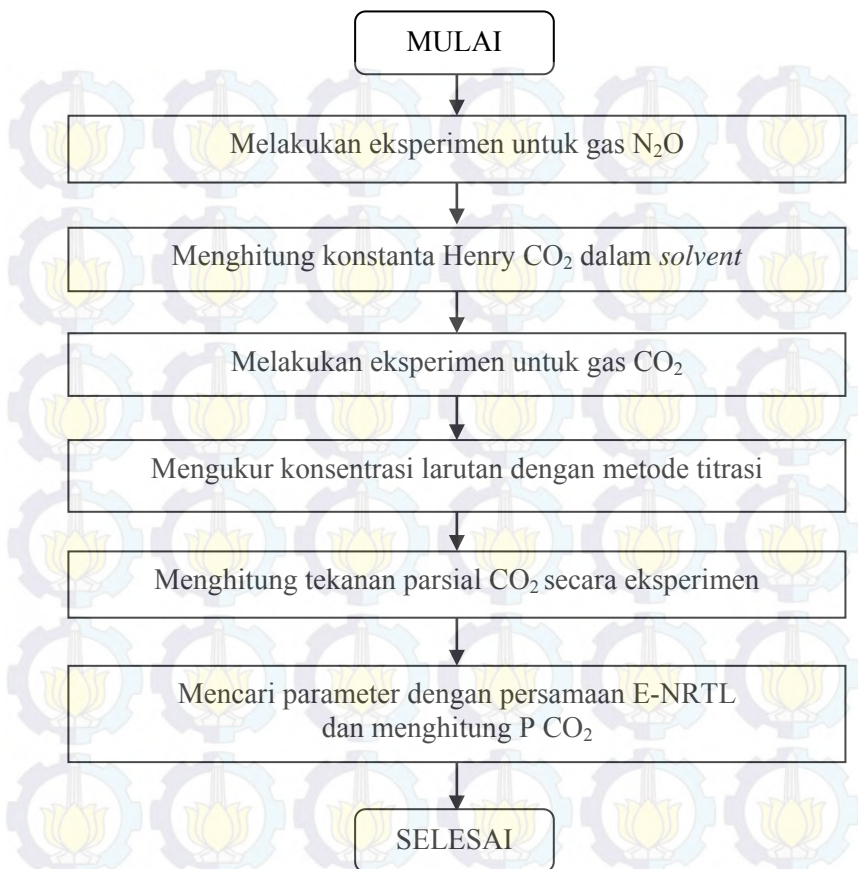 MULAI
Melakukan eksperimen untuk gas N₂O
Menghitung konstanta Henry CO₂ dalam solvent
Melakukan eksperimen untuk gas CO₂
Mengukur konsentrasi larutan dengan metode titrasi
Menghitung tekanan parsial CO₂ secara eksperimen
Mencari parameter dengan persamaan E-NRTL
dan menghitung P CO₂
SELESAI